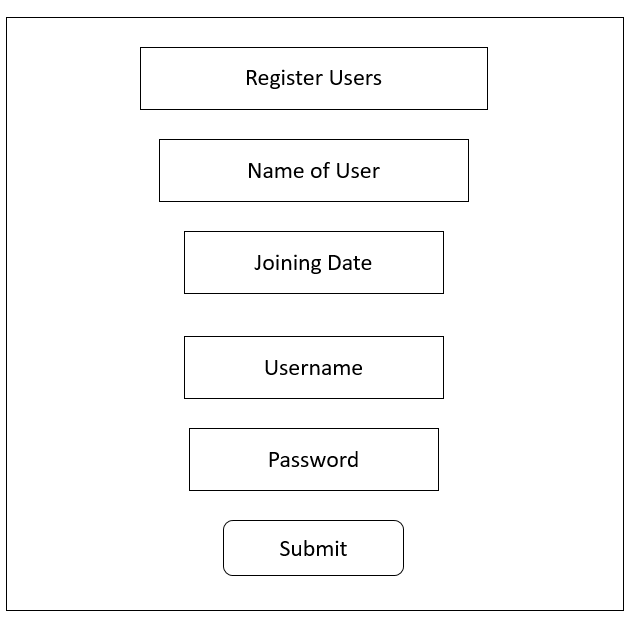 Register Users
Name of User
Joining Date
Username
Password
Submit